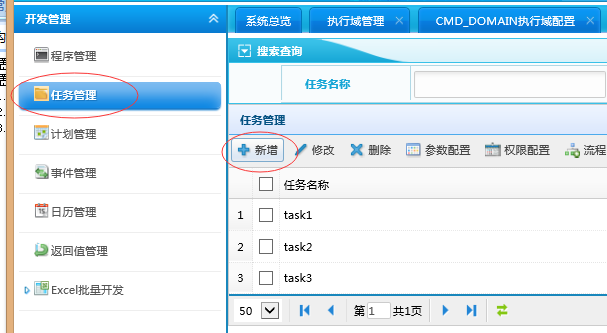 开发管理
程序管理
任务管理
计划管理
事件管理
日历管理
返回值管理
Excel批量开发
系统总览 执行域管理 CMD_DOMAIN执行域配置
搜索查询
任务名称
任务管理
新增 修改 删除 参数配置 权限配置 流程
任务名称
1 task1
2 task2
3 task3
50 第 1 共1页